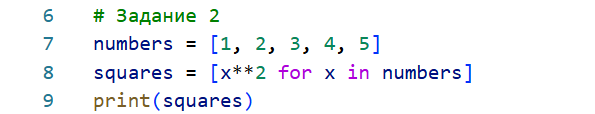 6 # Задание 2
7 numbers = [1, 2, 3, 4, 5]
8 squares = [x**2 for x in numbers]
9 print(squares)